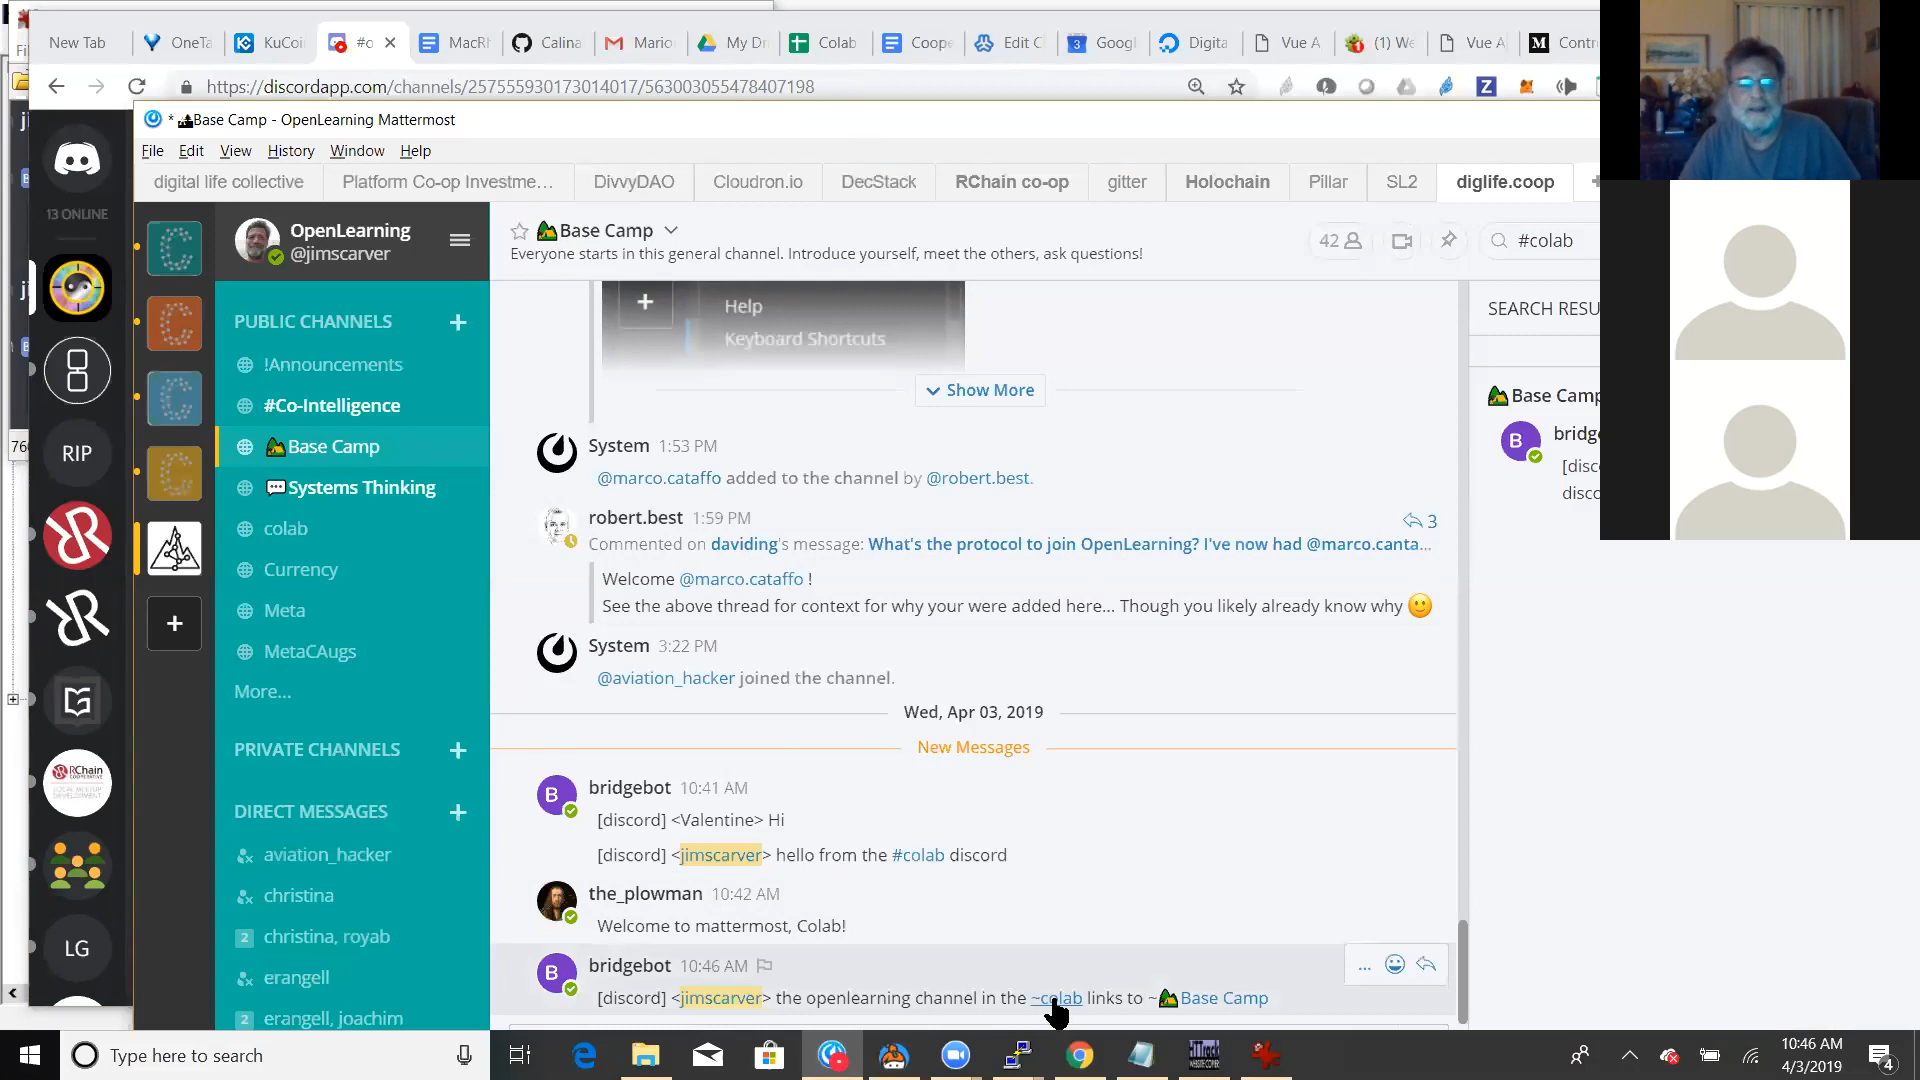 New Tab
OneTa
KuCoi
#o
MacRh
Calina
Mario
My Dr
Colab
Coope
Edit C
Googl
Digita
Vue A
(1) We
Vue A
Contr
https://discordapp.com/channels/257555930173014017/563003055478407198
* Base Camp - OpenLearning Mattermost
File Edit View History Window Help
digital life collective
Platform Co-op Investme...
DivvyDAO
Cloudron.io
DecStack
RChain co-op
gitter
Holochain
Pillar
SL2
diglife.coop
13 ONLINE
RIP
LG
OpenLearning
@jimscarver
PUBLIC CHANNELS
!Announcements
#Co-Intelligence
Base Camp
Systems Thinking
colab
Currency
Meta
MetaCAugs
More...
PRIVATE CHANNELS
DIRECT MESSAGES
aviation_hacker
christina
2 christina, royab
erangell
2 erangell, joachim
Base Camp
Everyone starts in this general channel. Introduce yourself, meet the others, ask questions!
42
#colab
Help
Keyboard Shortcuts
Show More
System 1:53 PM
@marco.cataffo added to the channel by @robert.best.
robert.best 1:59 PM
3
Commented on daviding's message: What's the protocol to join OpenLearning? I've now had @marco.canta...
Welcome @marco.cataffo !
See the above thread for context for why your were added here... Though you likely already know why
System 3:22 PM
@aviation_hacker joined the channel.
Wed, Apr 03, 2019
New Messages
B bridgebot 10:41 AM
[discord] <Valentine> Hi
[discord] <jimscarver> hello from the #colab discord
the_plowman 10:42 AM
Welcome to mattermost, Colab!
B bridgebot 10:46 AM
[discord] <jimscarver> the openlearning channel in the ~colab links to ~Base Camp
SEARCH RESU
Base Camp
B bridge
[disc
disco
Type here to search
10:46 AM
4/3/2019
4